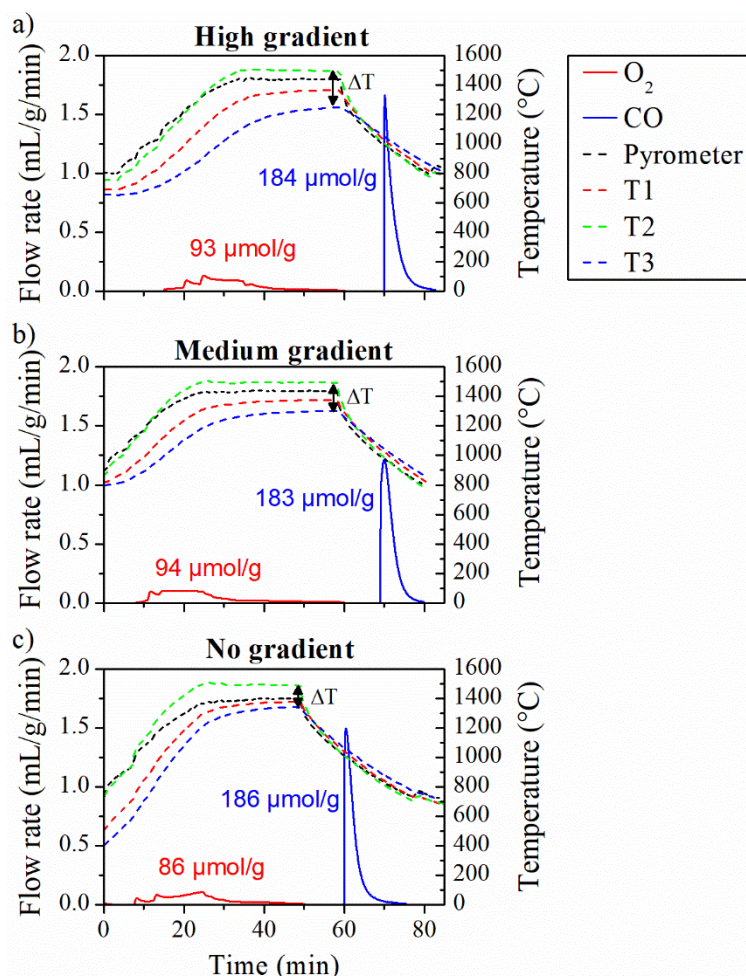 a)
High gradient
2.0
1.5
1.0
0.5
0.0
Flow rate (mL/g/min)
1600
1400
1200
1000
800
600
400
200
0
Temperature (°C)
ΔT
184 µmol/g
93 µmol/g
O₂
CO
Pyrometer
T1
T2
T3
b)
Medium gradient
2.0
1.5
1.0
0.5
0.0
Flow rate (mL/g/min)
1600
1400
1200
1000
800
600
400
200
0
Temperature (°C)
ΔT
183 µmol/g
94 µmol/g
c)
No gradient
2.0
1.5
1.0
0.5
0.0
Flow rate (mL/g/min)
1600
1400
1200
1000
800
600
400
200
0
Temperature (°C)
ΔT
186 µmol/g
86 µmol/g
0 20 40 60 80
Time (min)